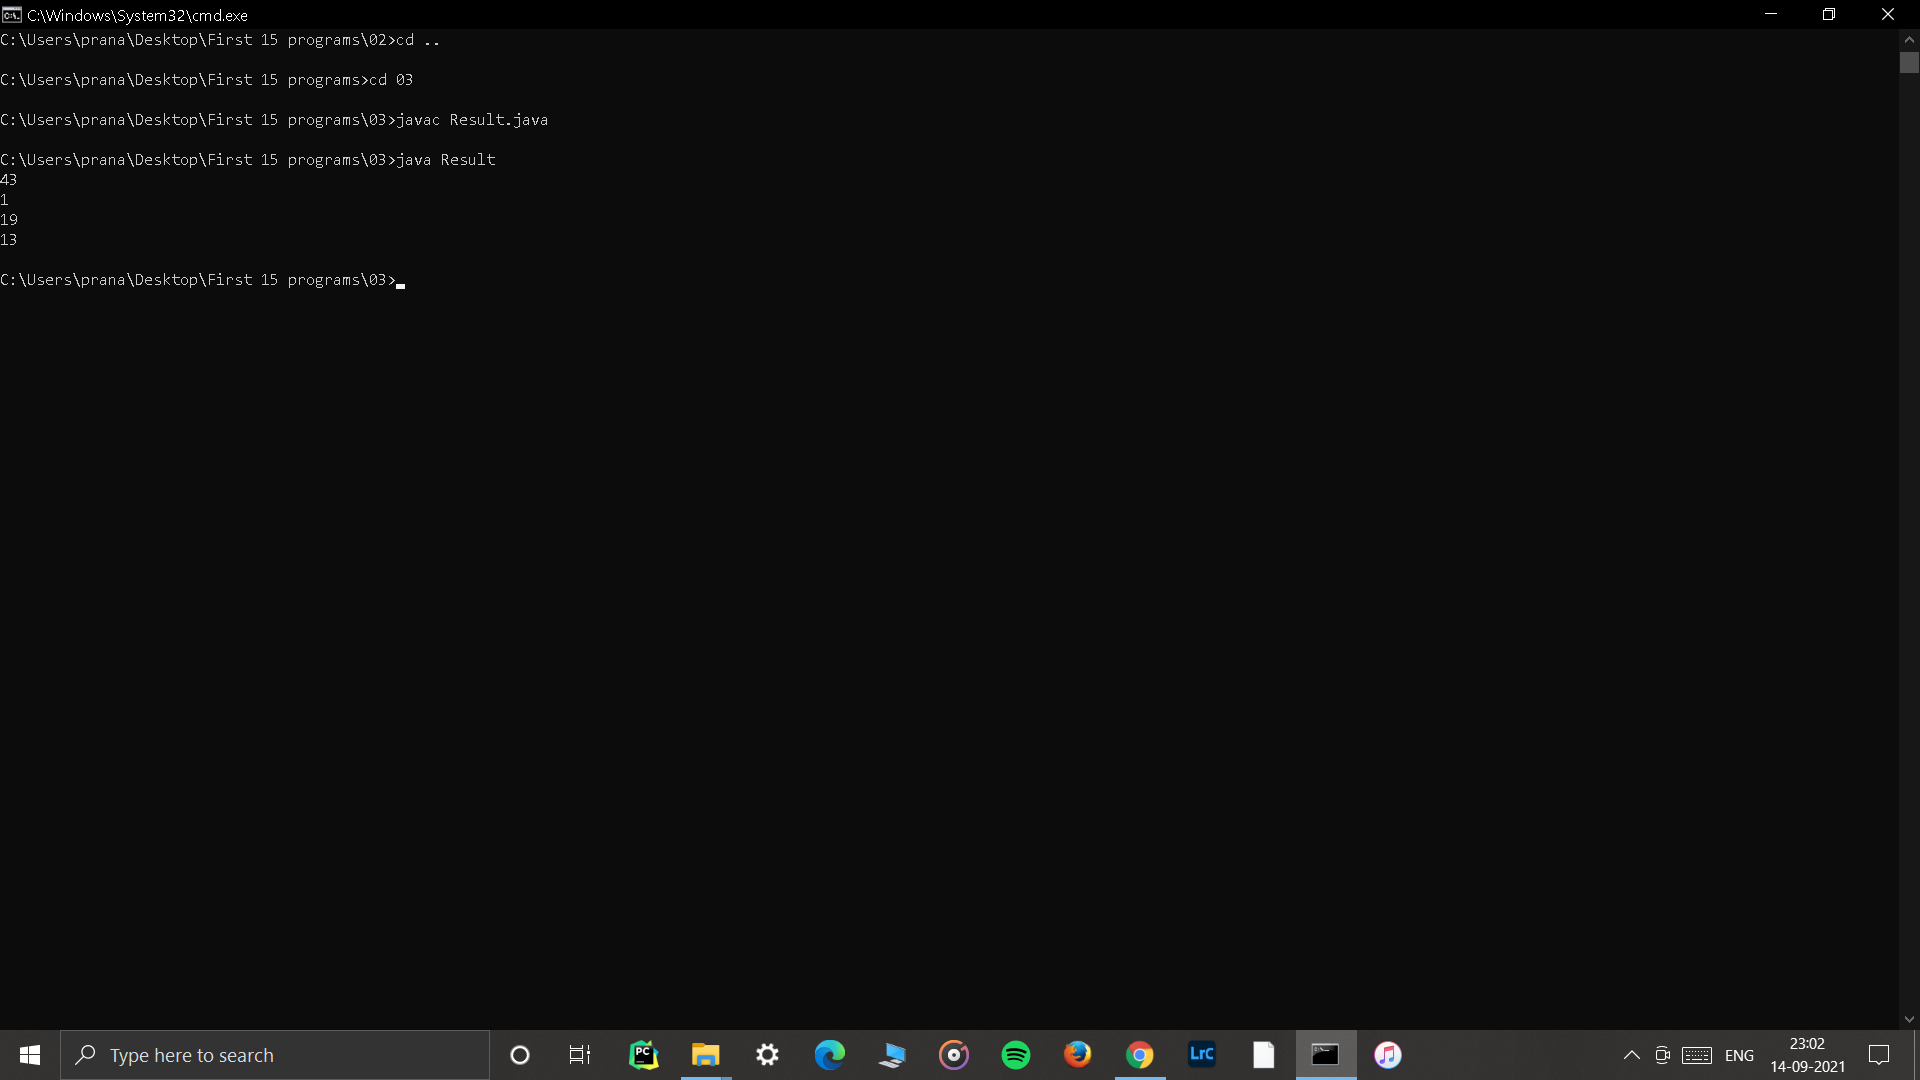 C:\Windows\System32\cmd.exe
C:\Users\prana\Desktop\First 15 programs\02>cd ..
C:\Users\prana\Desktop\First 15 programs>cd 03
C:\Users\prana\Desktop\First 15 programs\03>javac Result.java
C:\Users\prana\Desktop\First 15 programs\03>java Result
43
1
19
13
C:\Users\prana\Desktop\First 15 programs\03>
Type here to search
PC
LrC
ENG
23:02
14-09-2021